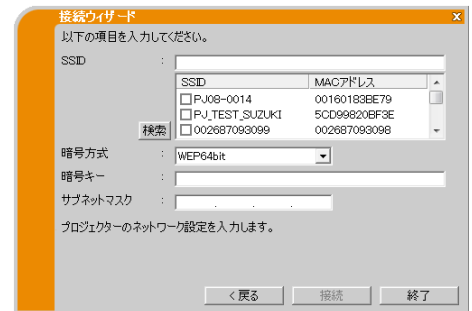 接続ウィザード
以下の項目を入力してください。
SSID :
SSID MACアドレス
PJ08-0014 00160183BE79
PJ_TEST_SUZUKI 5CD99820BF3E
002687093099 002687093098
検索
暗号方式 : WEP64bit
暗号キー :
サブネットマスク : . . .
プロジェクターのネットワーク設定を入力します。
<戻る 接続 終了